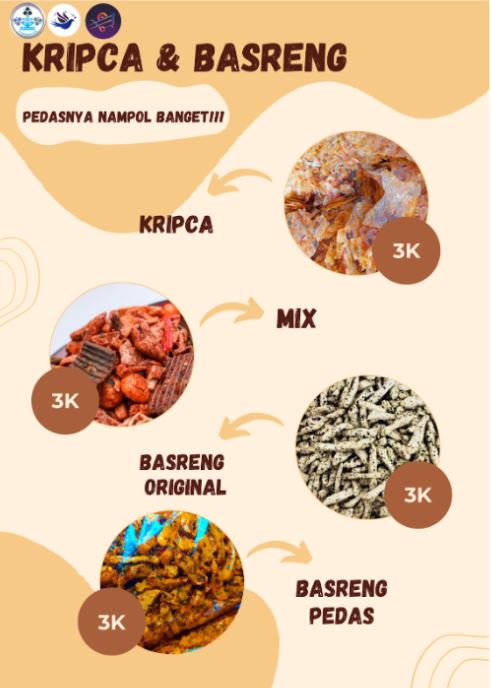 KRIPCA & BASRENG
PEDASNYA NAMPOL BANGET!!!
KRIPCA
3K
MIX
3K
BASRENG
ORIGINAL
3K
BASRENG
PEDAS
3K